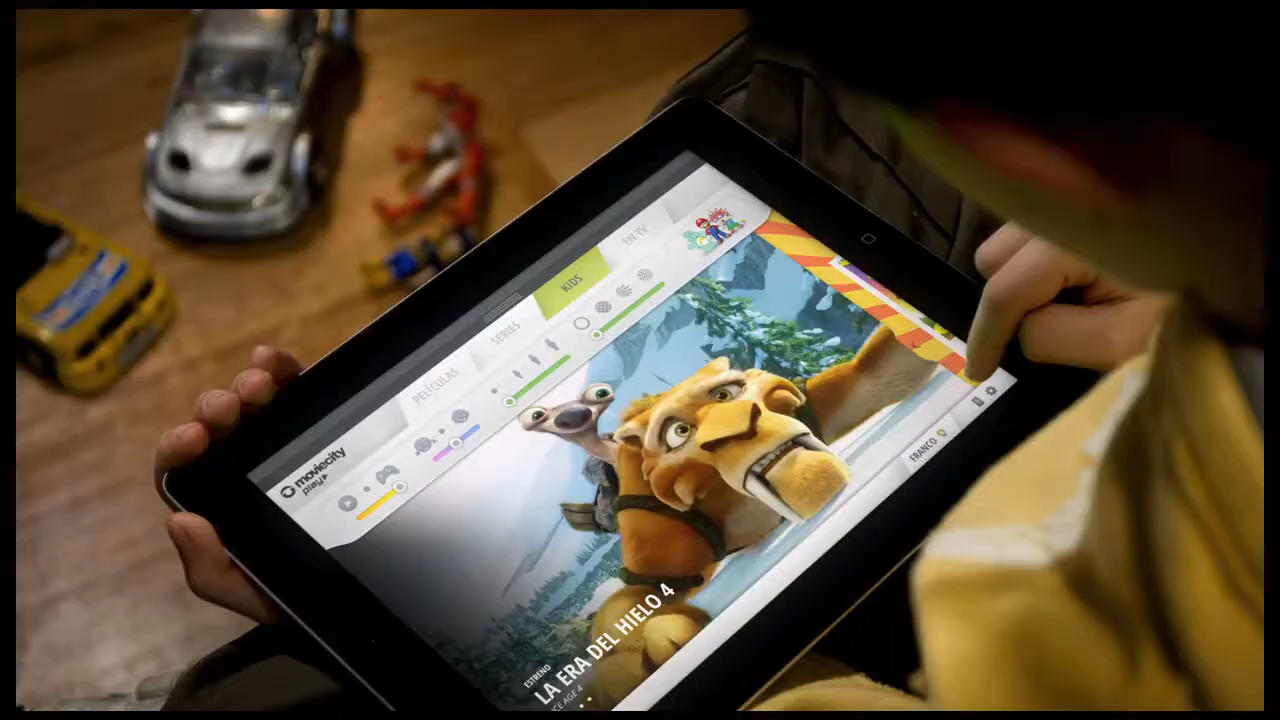 moviecity
play
PELÍCULAS
SERIES
KIDS
EN TV
FRANCO
ESTRENO
LA ERA DEL HIELO 4
ICE AGE 4